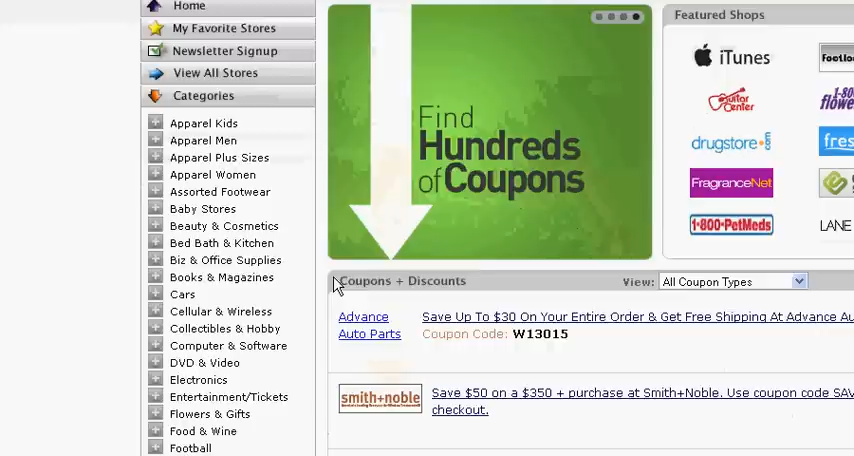 Home
My Favorite Stores
Newsletter Signup
View All Stores
Categories
Apparel Kids
Apparel Men
Apparel Plus Sizes
Apparel Women
Assorted Footwear
Baby Stores
Beauty & Cosmetics
Bed Bath & Kitchen
Biz & Office Supplies
Books & Magazines
Cars
Cellular & Wireless
Collectibles & Hobby
Computer & Software
DVD & Video
Electronics
Entertainment/Tickets
Flowers & Gifts
Food & Wine
Football
Find
Hundreds
of Coupons
Featured Shops
iTunes
Footlo
Guitar Center
1-80
flowe
drugstore
fres
FragranceNet
1•800•PetMeds
LANE
Coupons + Discounts
View: All Coupon Types
Advance Save Up To $30 On Your Entire Order & Get Free Shipping At Advance Au
Auto Parts Coupon Code: W13015
smith+noble Save $50 on a $350 + purchase at Smith+Noble. Use coupon code SAV
checkout.